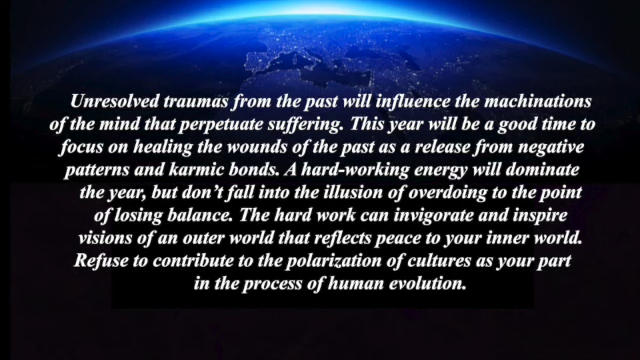 Unresolved traumas from the past will influence the machinations
of the mind that perpetuate suffering. This year will be a good time to
focus on healing the wounds of the past as a release from negative
patterns and karmic bonds. A hard-working energy will dominate
the year, but don't fall into the illusion of overdoing to the point
of losing balance. The hard work can invigorate and inspire
visions of an outer world that reflects peace to your inner world.
Refuse to contribute to the polarization of cultures as your part
in the process of human evolution.